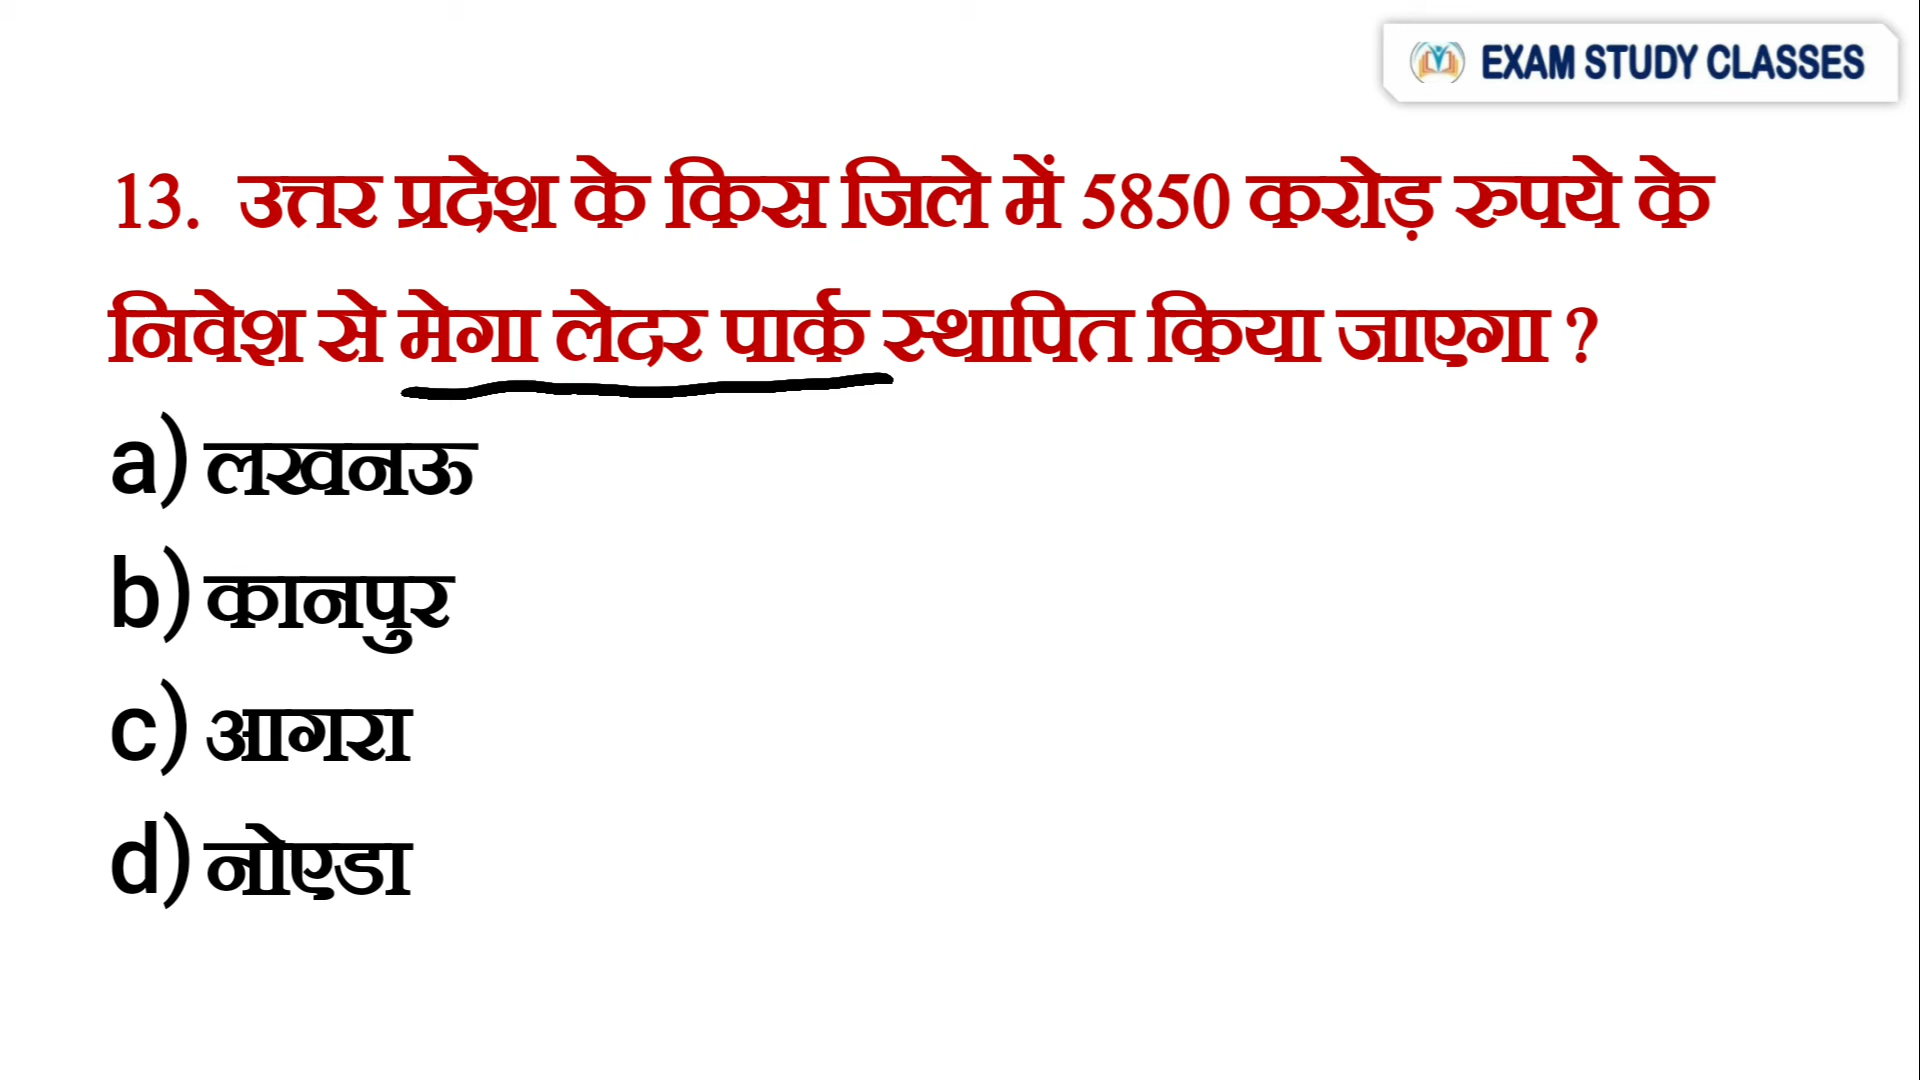 EXAM STUDY CLASSES
13. उत्तर प्रदेश के किस जिले में 5850 करोड़ रुपये के
निवेश से मेगा लेदर पार्क स्थापित किया जाएगा ?
a) लखनऊ
b) कानपुर
c) आगरा
d) नोएडा